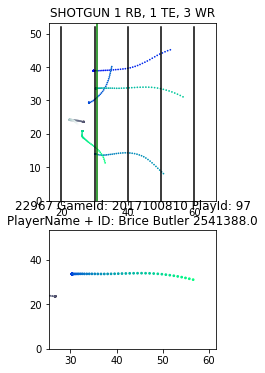 SHOTGUN 1 RB, 1 TE, 3 WR
50
40
30
20
10
0
20 40 60
22967 GameId: 2017100810 PlayId: 97
PlayerName + ID: Brice Butler 2541388.0
40
20
0
30 40 50 60